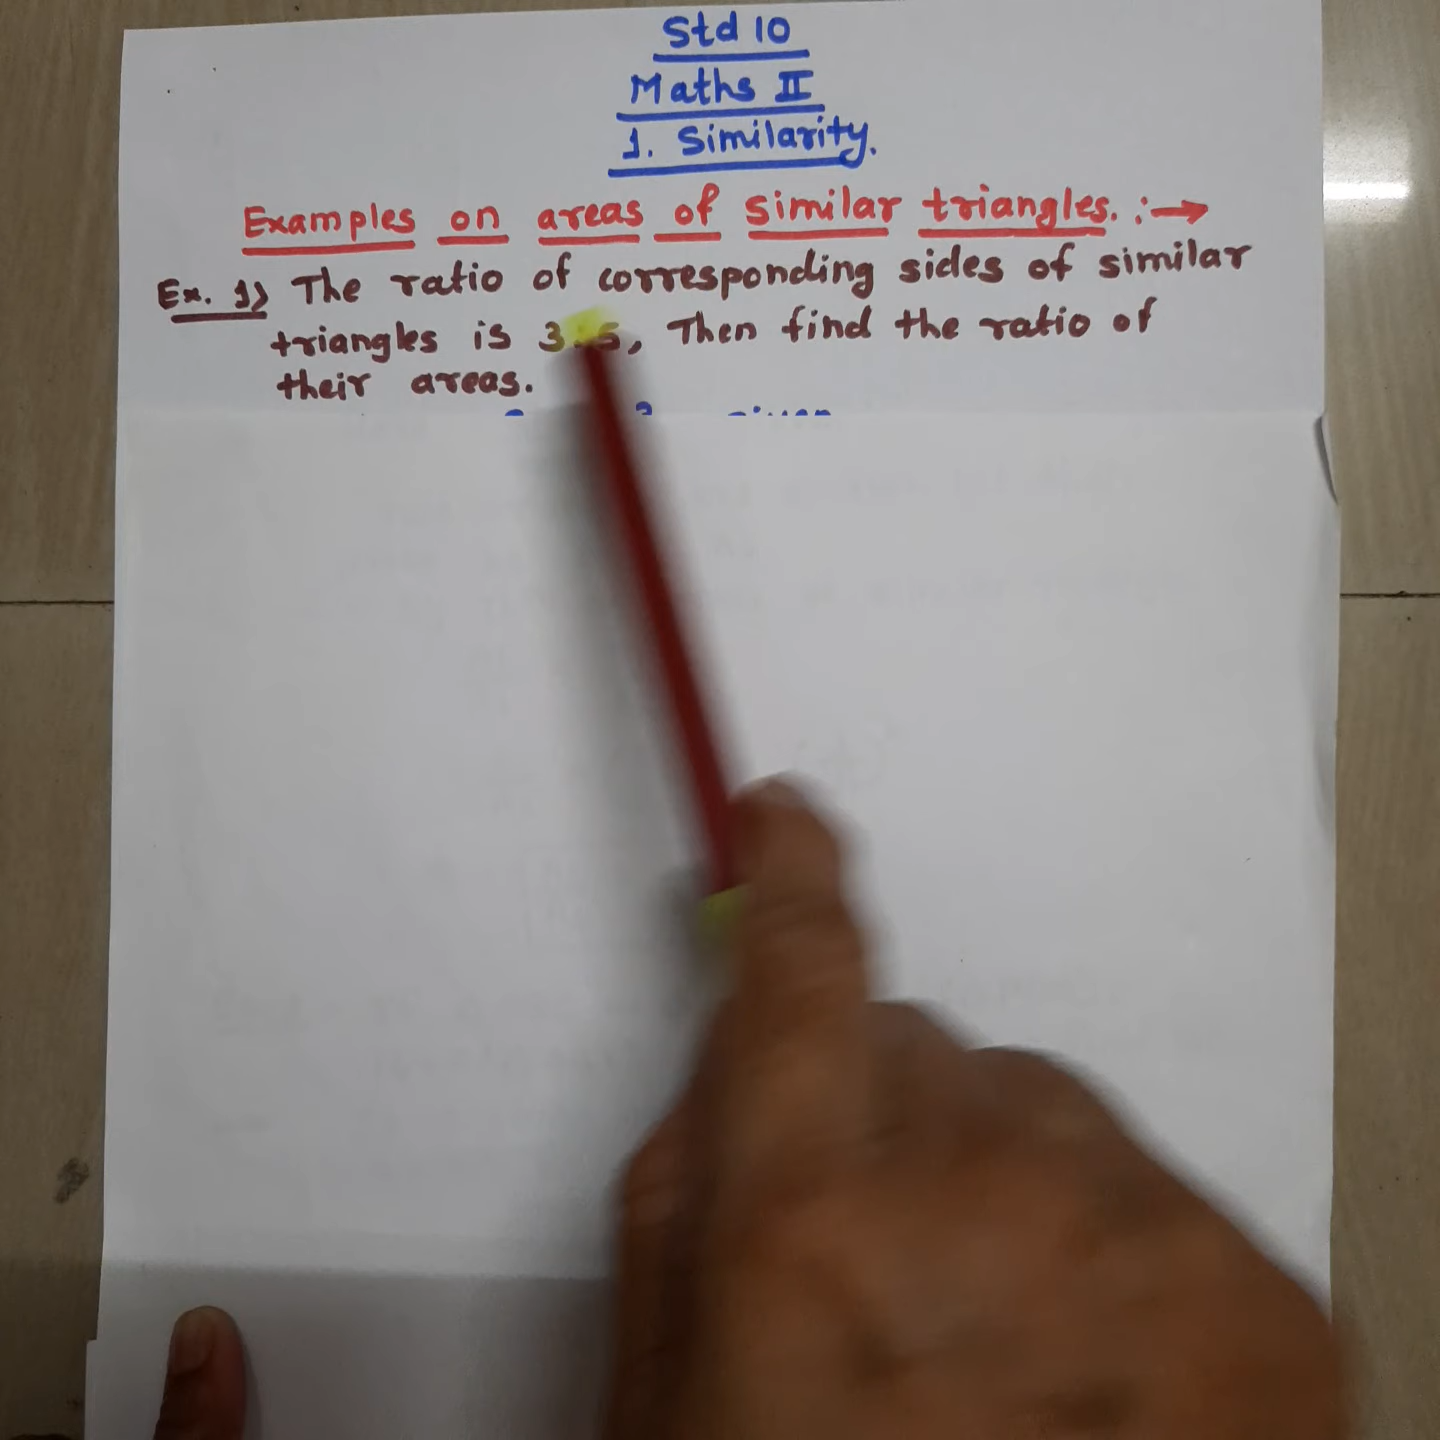 Std 10
Maths II
1. Similarity.
Examples on areas of similar triangles. :→
Ex. 1) The ratio of corresponding sides of similar
triangles is 3:5, Then find the ratio of
their areas.